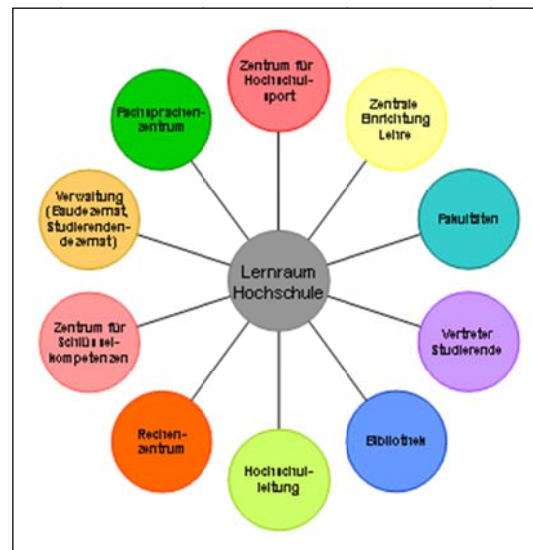 Zentrum für
Hochschul-
sport
Zentrale
Einrichtung
Lehre
Fakultäten
Vertreter
Studierende
Bibliothek
Hochschul-
leitung
Rechen-
zentrum
Zentrum für
Schlüssel-
kompetenzen
Verwaltung
(Baudezernat,
Studierenden-
dezernat)
Fachsprachen-
zentrum
Lernraum
Hochschule